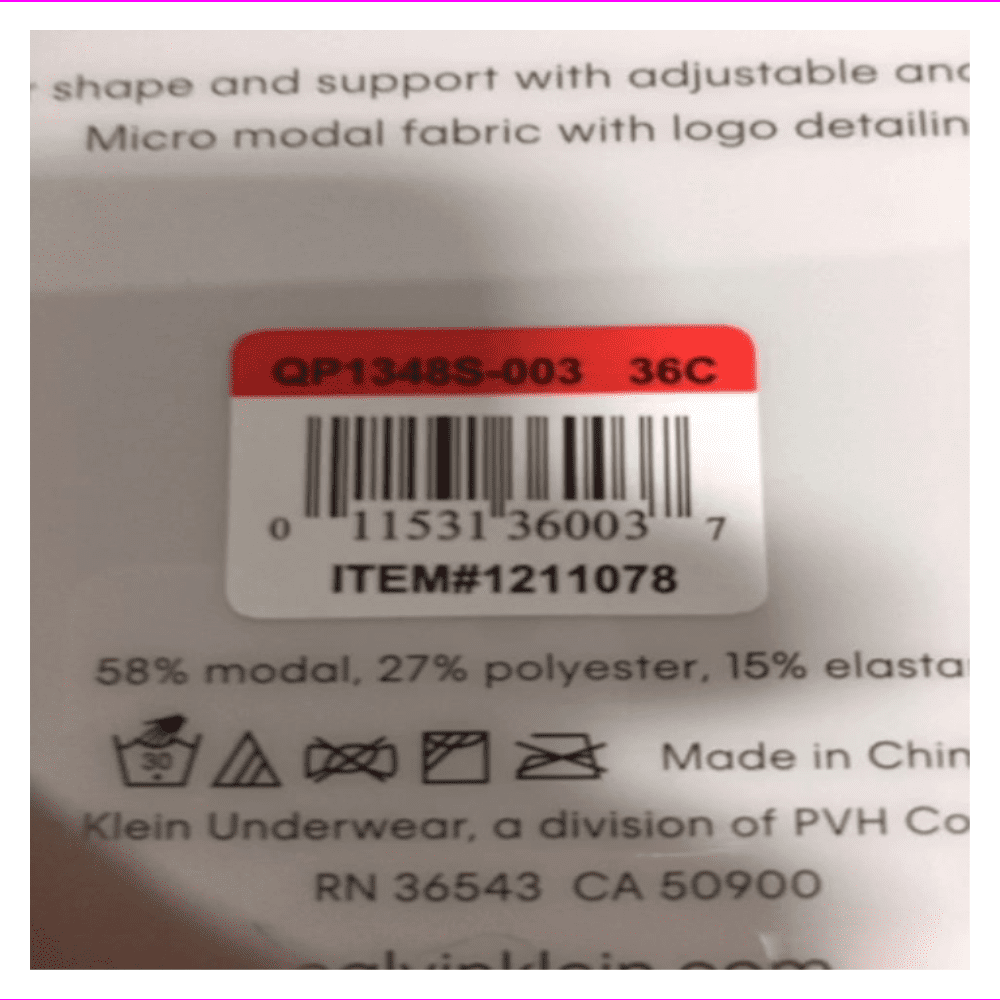 shape and support with adjustable and
Micro modal fabric with logo detailin
QP1348S-003 36C
0 11531 36003 7
ITEM#1211078
58% modal, 27% polyester, 15% elasta
30
Made in Chin
Klein Underwear, a division of PVH Co
RN 36543 CA 50900
calvinklein.com